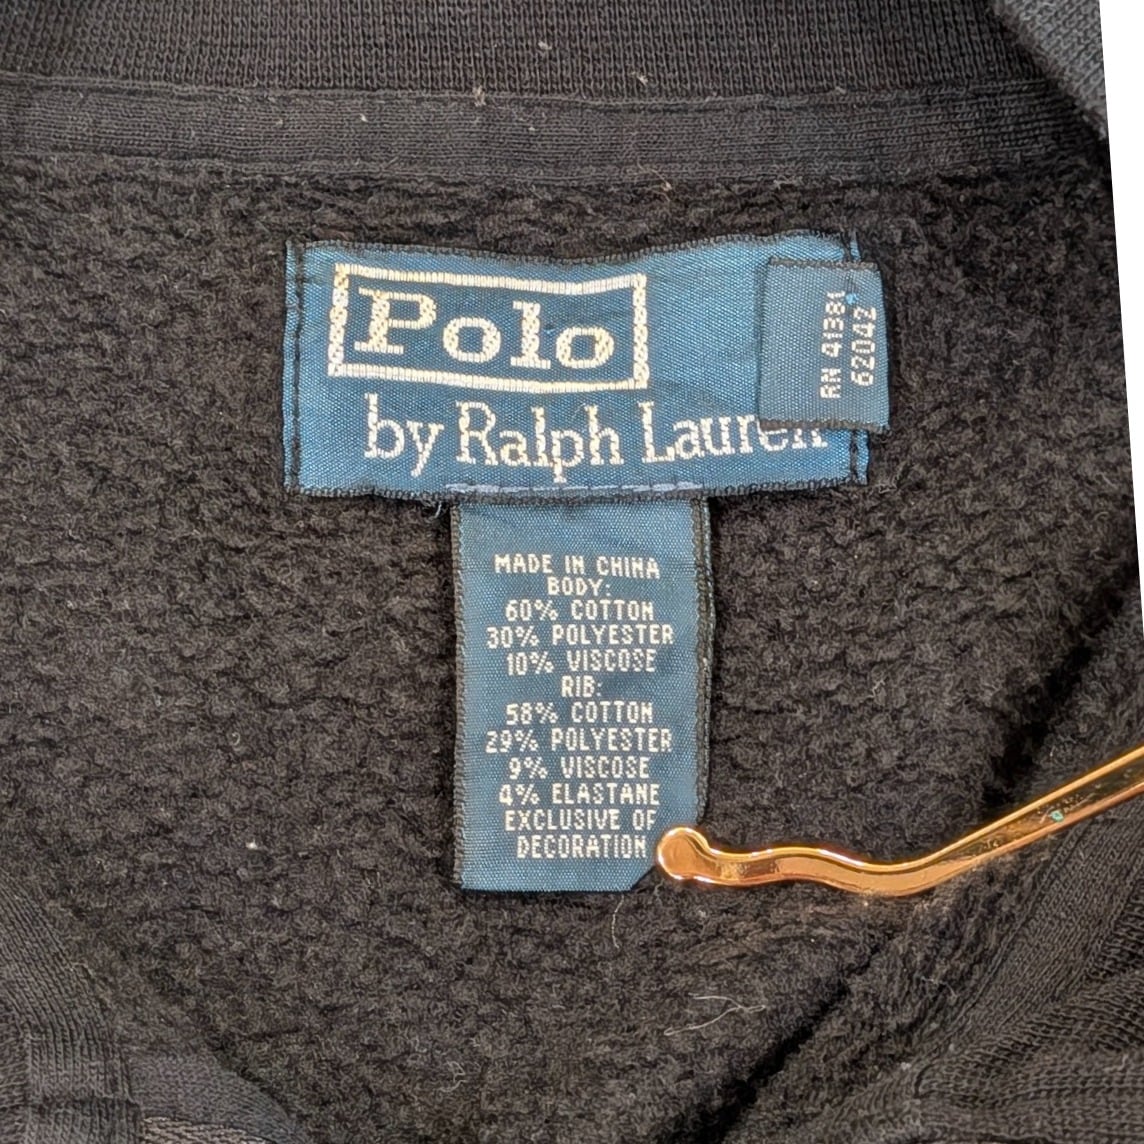 Polo
by Ralph Lauren
RN 41381
62042
MADE IN CHINA
BODY:
60% COTTON
30% POLYESTER
10% VISCOSE
RIB:
58% COTTON
29% POLYESTER
9% VISCOSE
4% ELASTANE
EXCLUSIVE OF
DECORATION